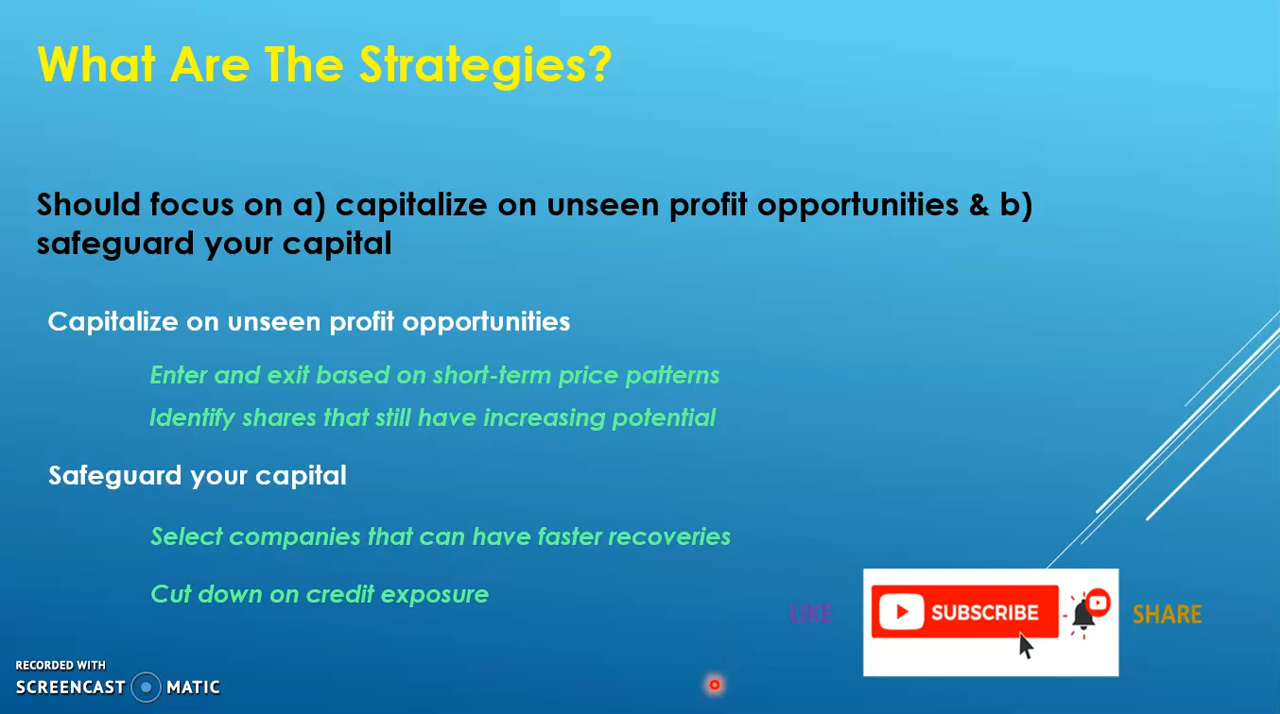 What Are The Strategies?
Should focus on a) capitalize on unseen profit opportunities & b)
safeguard your capital
Capitalize on unseen profit opportunities
Enter and exit based on short-term price patterns
Identify shares that still have increasing potential
Safeguard your capital
Select companies that can have faster recoveries
Cut down on credit exposure
LIKE
SUBSCRIBE
SHARE
RECORDED WITH
SCREENCAST MATIC